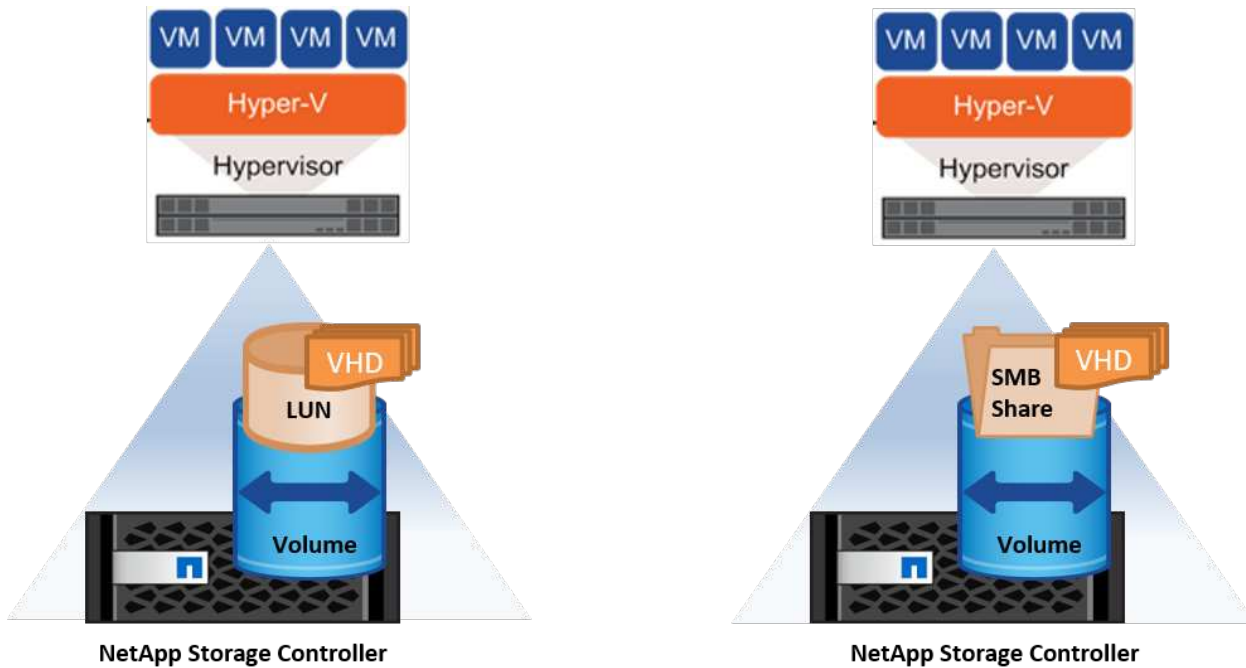 VM VM VM VM
Hyper-V
Hypervisor
VHD
LUN
Volume
NetApp Storage Controller
VM VM VM VM
Hyper-V
Hypervisor
VHD
SMB
Share
Volume
NetApp Storage Controller